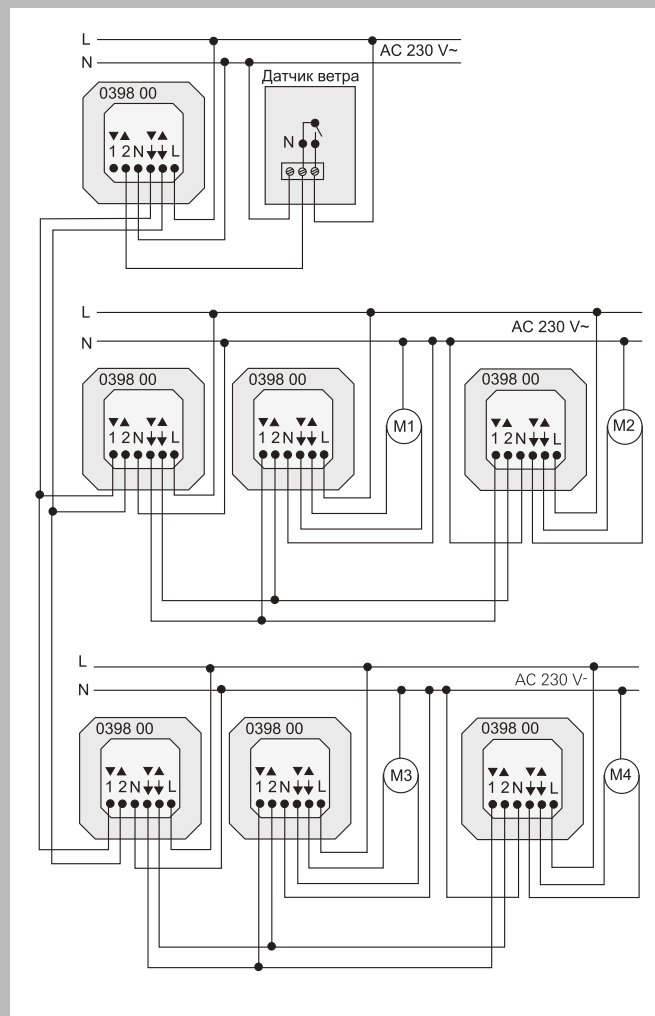 L
AC 230 V~
N
Датчик ветра
0398 00
N
▼▲ ▼▲
1 2 N L
L
AC 230 V~
N
0398 00 0398 00 0398 00
M1 M2
▼▲ ▼▲ ▼▲ ▼▲ ▼▲ ▼▲
1 2 N L 1 2 N L 1 2 N L
L
AC 230 V-
N
0398 00 0398 00 0398 00
M3 M4
▼▲ ▼▲ ▼▲ ▼▲ ▼▲ ▼▲
1 2 N L 1 2 N L 1 2 N L